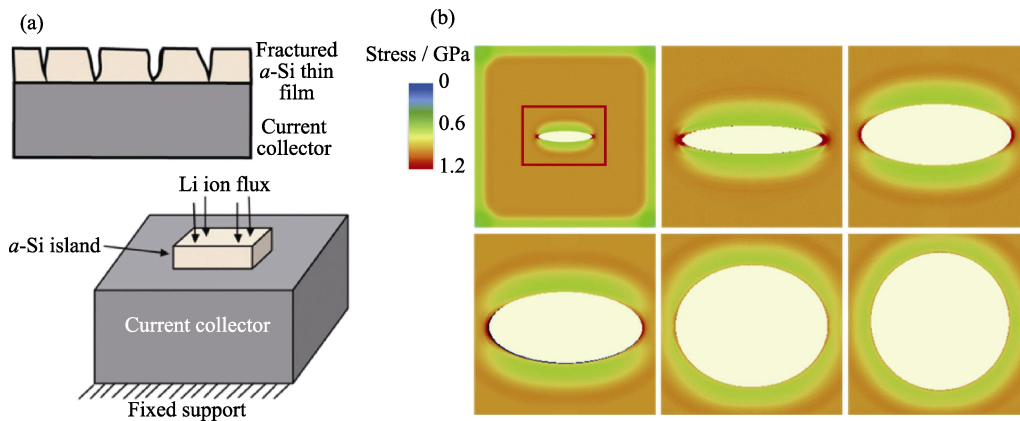 (a)
Fractured
a-Si thin
film
Current
collector
Li ion flux
a-Si island
Current collector
Fixed support
(b)
Stress / GPa
0
0.6
1.2